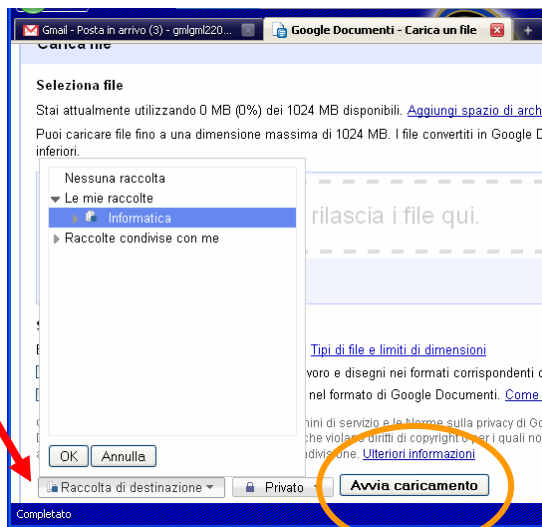 Gmail - Posta in arrivo (3) - gmlgml220... Google Documenti - Carica un file
Carica file
Seleziona file
Stai attualmente utilizzando 0 MB (0%) dei 1024 MB disponibili. Aggiungi spazio di arch
Puoi caricare file fino a una dimensione massima di 1024 MB. I file convertiti in Google D
inferiori.
Nessuna raccolta
Le mie raccolte
Informatica
Raccolte condivise con me
rilascia i file qui.
Tipi di file e limiti di dimensioni
voro e disegni nei formati corrispondenti
nel formato di Google Documenti. Come
mini di servizio e le Norme sulla privacy di Go
che violano diritti di copyright o per i quali no
divisione. Ulteriori informazioni
OK Annulla
Raccolta di destinazione Privato Avvia caricamento
Completato